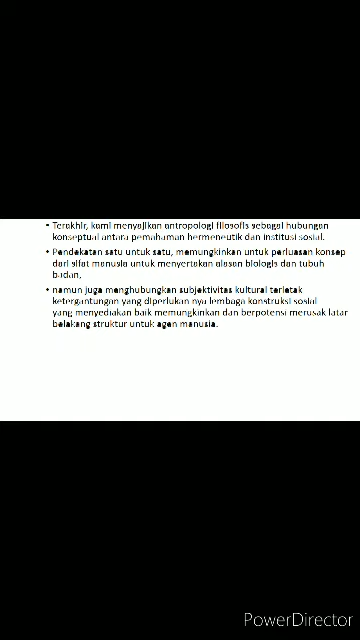 • Terakhir, kami menyajikan antropologi filosofis sebagai hubungan
konseptual antara pemahaman hermeneutik dan institusi sosial.
• Pendekatan satu untuk satu, memungkinkan untuk perluasan konsep
dari sifat manusia untuk menyertakan alasan biologis dan tubuh
badan,
• namun juga menghubungkan subjektivitas kultural terletak
ketergantungan yang diperlukan nya lembaga konstruksi sosial
yang menyediakan baik memungkinkan dan berpotensi merusak latar
belakang struktur untuk agen manusia.
PowerDirector